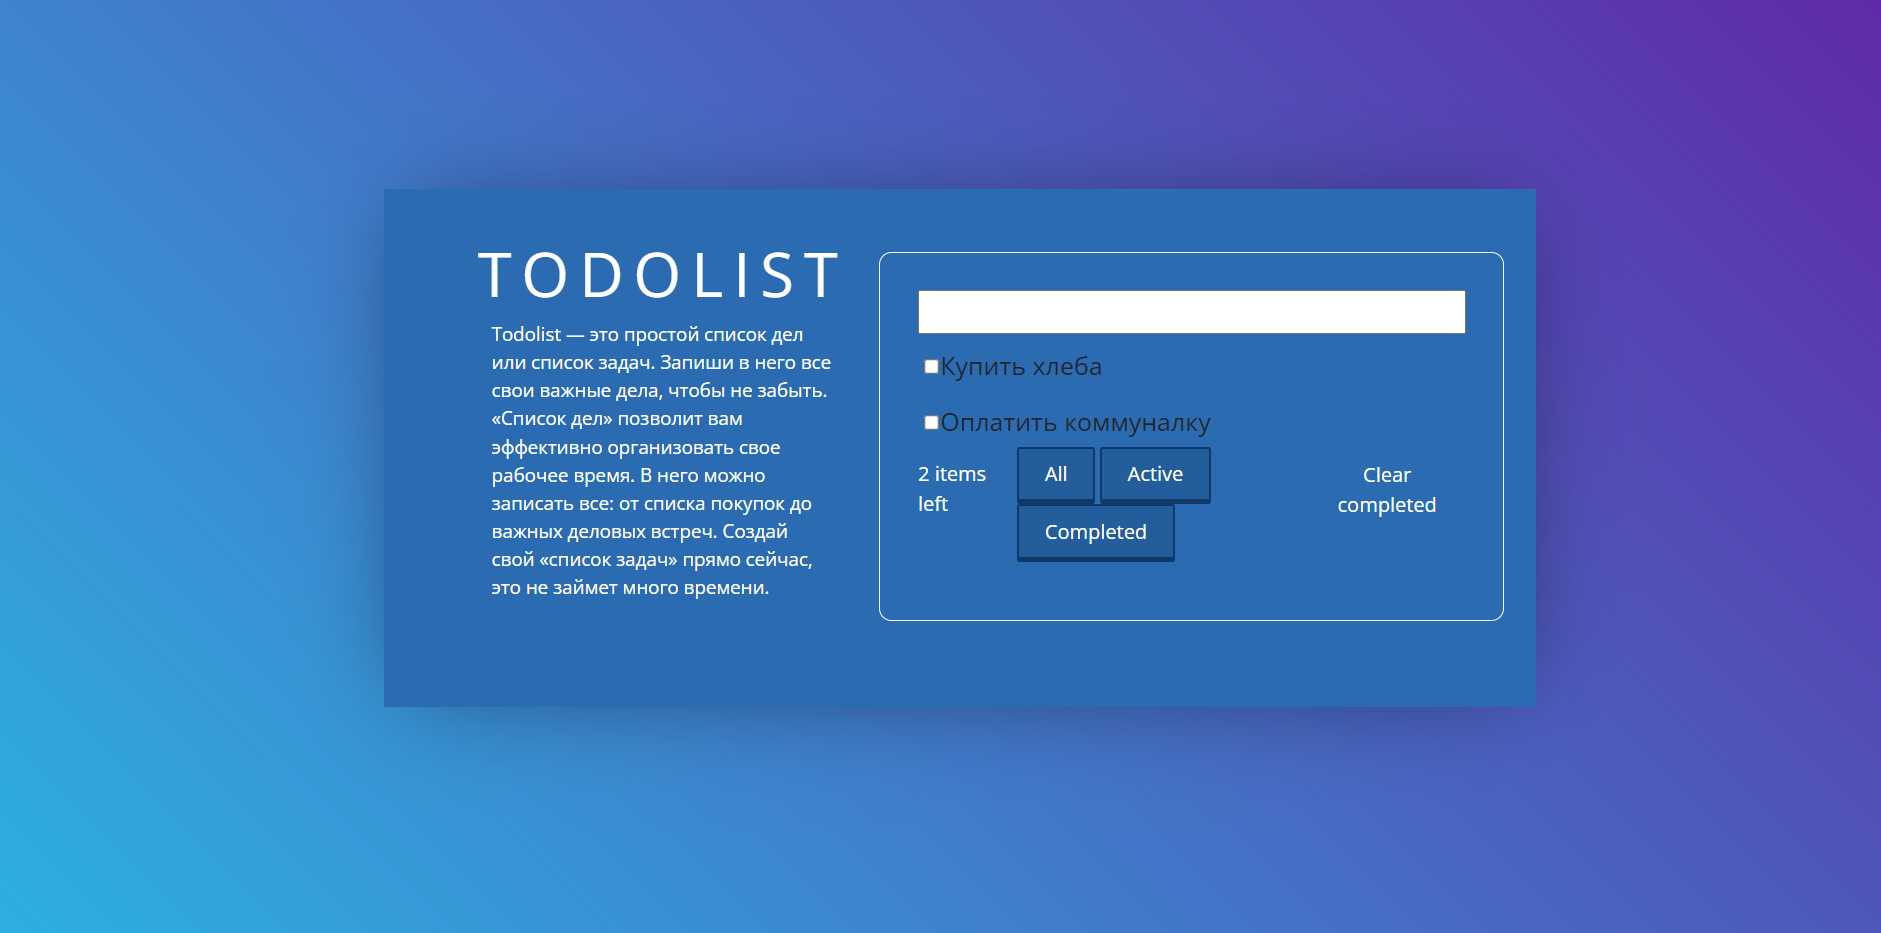 TODOLIST
Todolist — это простой список дел
или список задач. Запиши в него все
свои важные дела, чтобы не забыть.
«Список дел» позволит вам
эффективно организовать свое
рабочее время. В него можно
записать все: от списка покупок до
важных деловых встреч. Создай
свой «список задач» прямо сейчас,
это не займет много времени.
Купить хлеба
Оплатить коммуналку
2 items
left
All
Active
Completed
Clear
completed